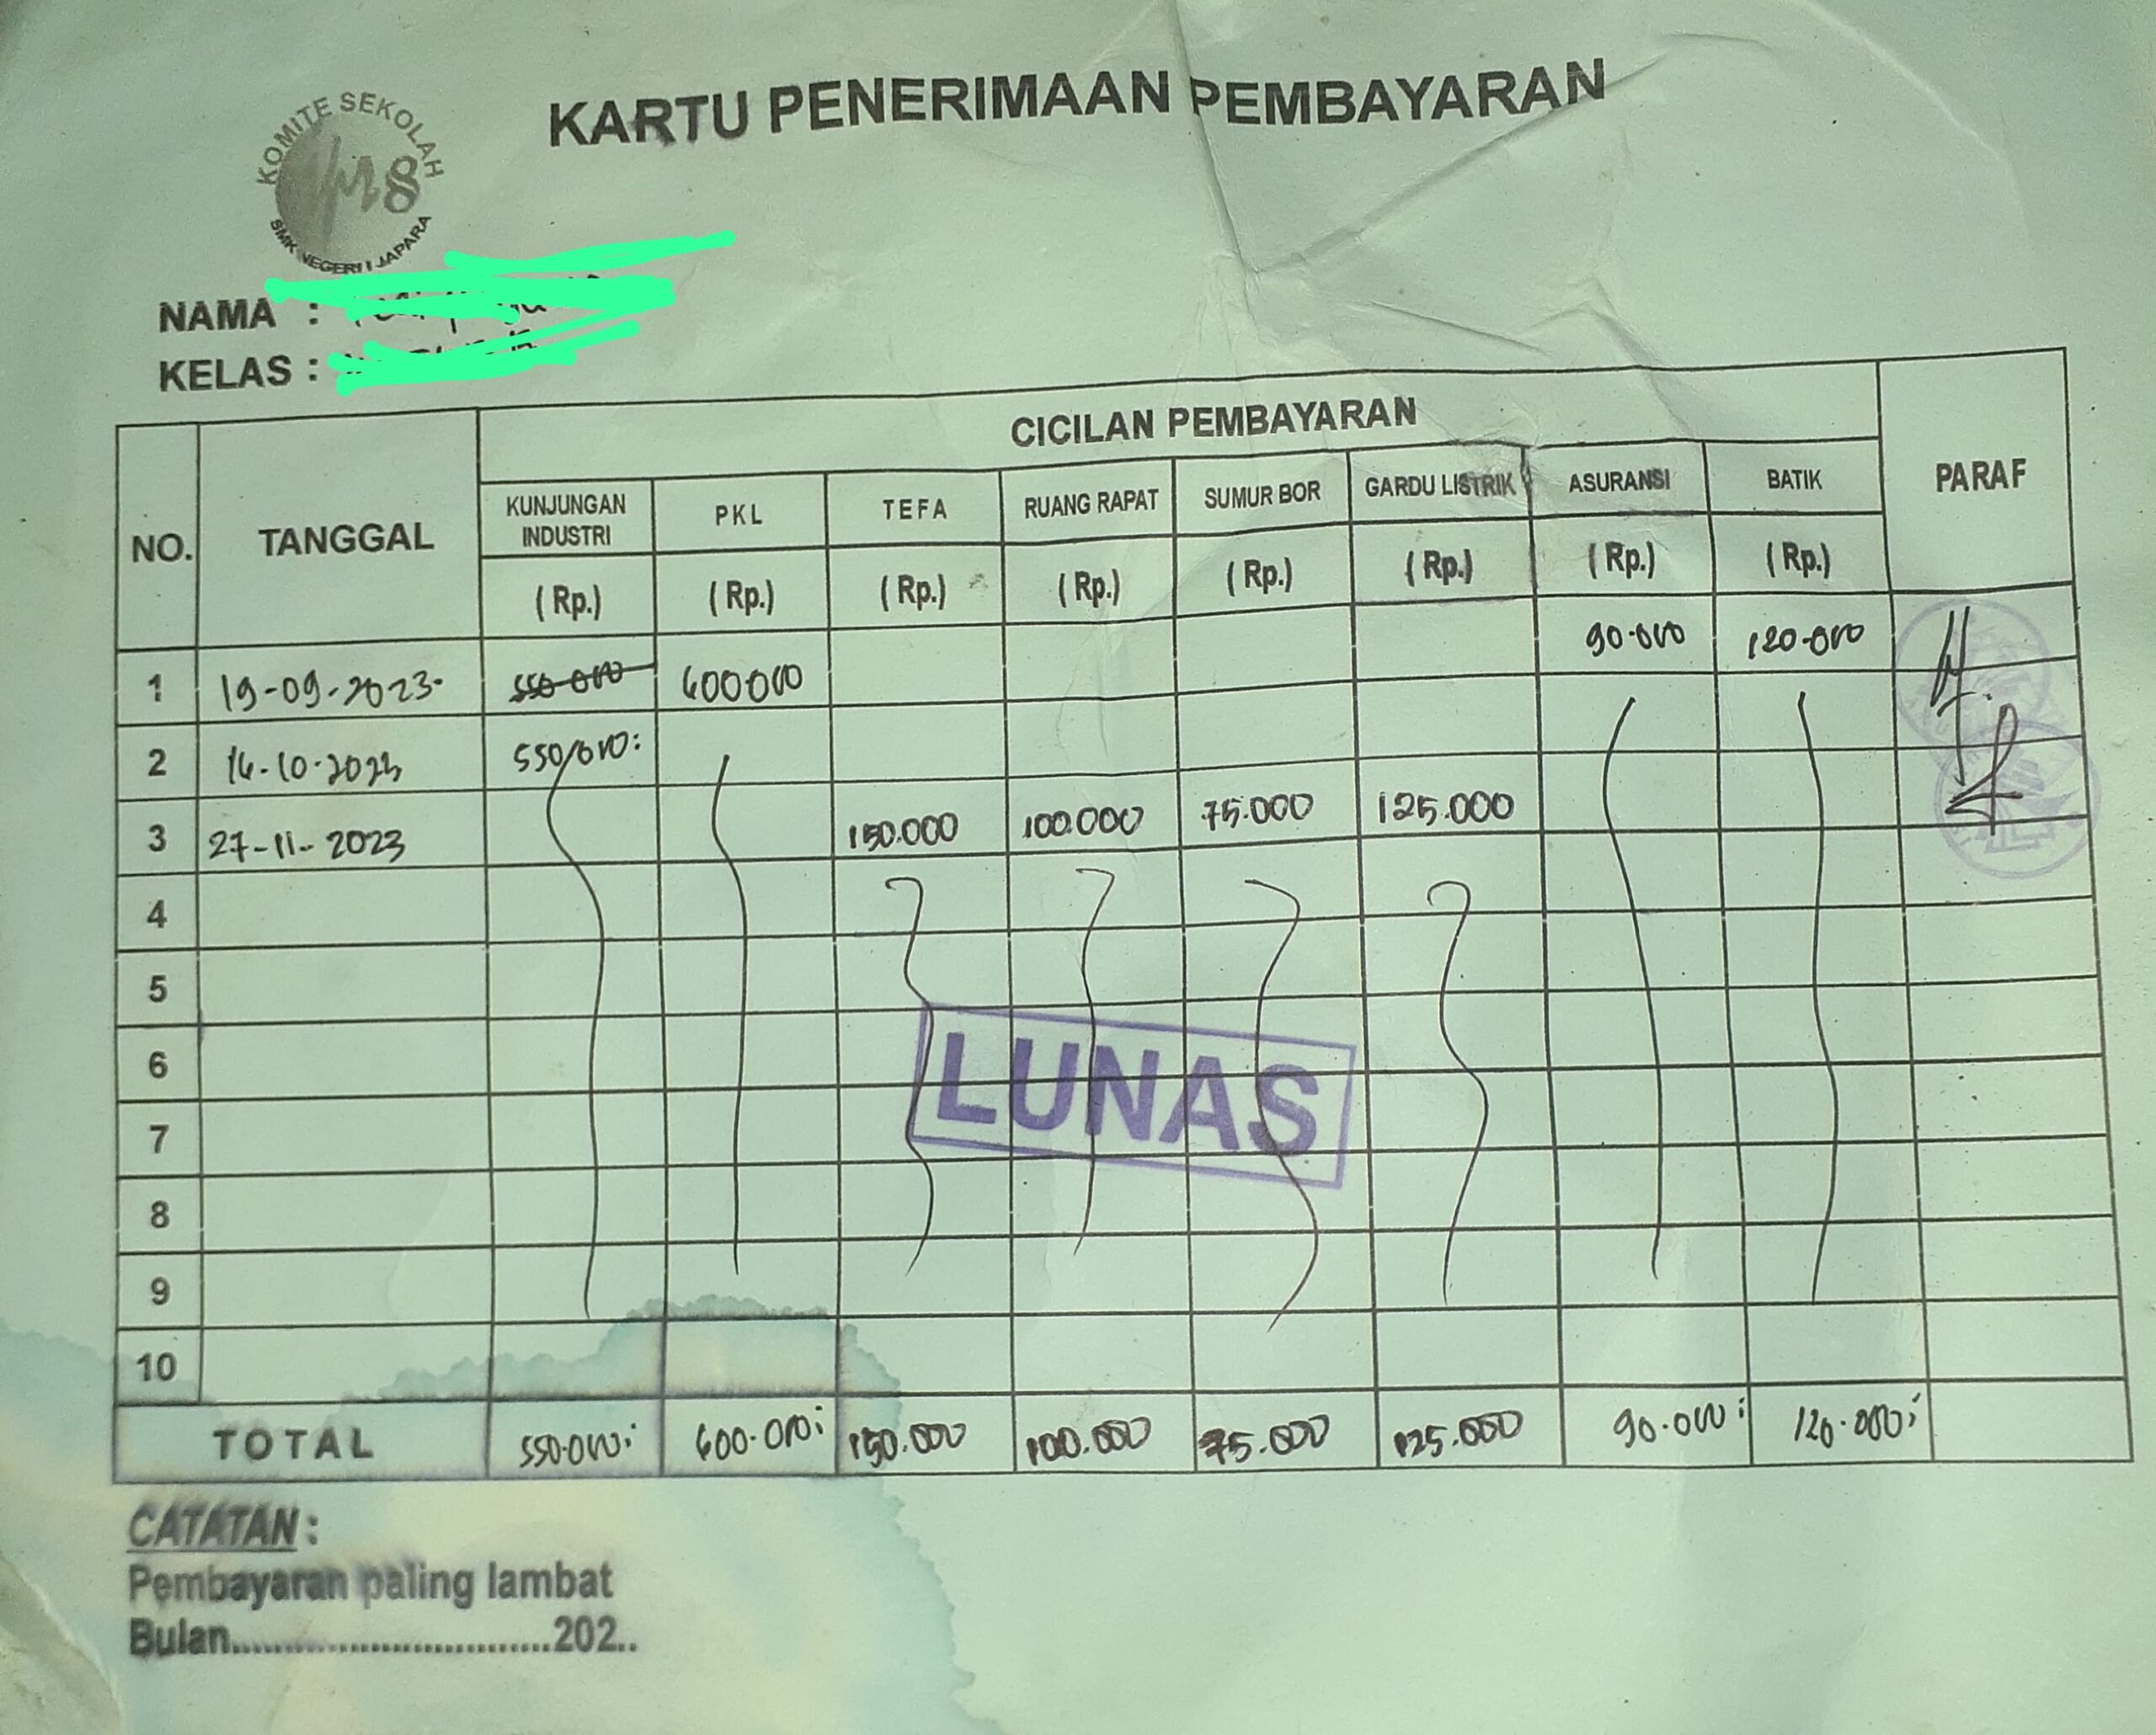 KOMITE SEKOLAH
SMK NEGERI 1 JAPARA
KARTU PENERIMAAN PEMBAYARAN
NAMA :
KELAS :
NO. TANGGAL CICILAN PEMBAYARAN PARAF
KUNJUNGAN INDUSTRI PKL TEFA RUANG RAPAT SUMUR BOR GARDU LISTRIK ASURANSI BATIK
(Rp.) (Rp.) (Rp.) (Rp.) (Rp.) (Rp.) (Rp.) (Rp.)
1 19-09-2023. 550.000 600000 90.000 120.000
2 14-10-2023 550.000:
3 27-11-2023 150.000 100.000 75.000 125.000
4
5
6
LUNAS
7
8
9
10
TOTAL 550.000; 600.000; 150.000 100.000 75.000 125.000 90.000; 120.000;
CATATAN :
Pembayaran paling lambat
Bulan................................202..